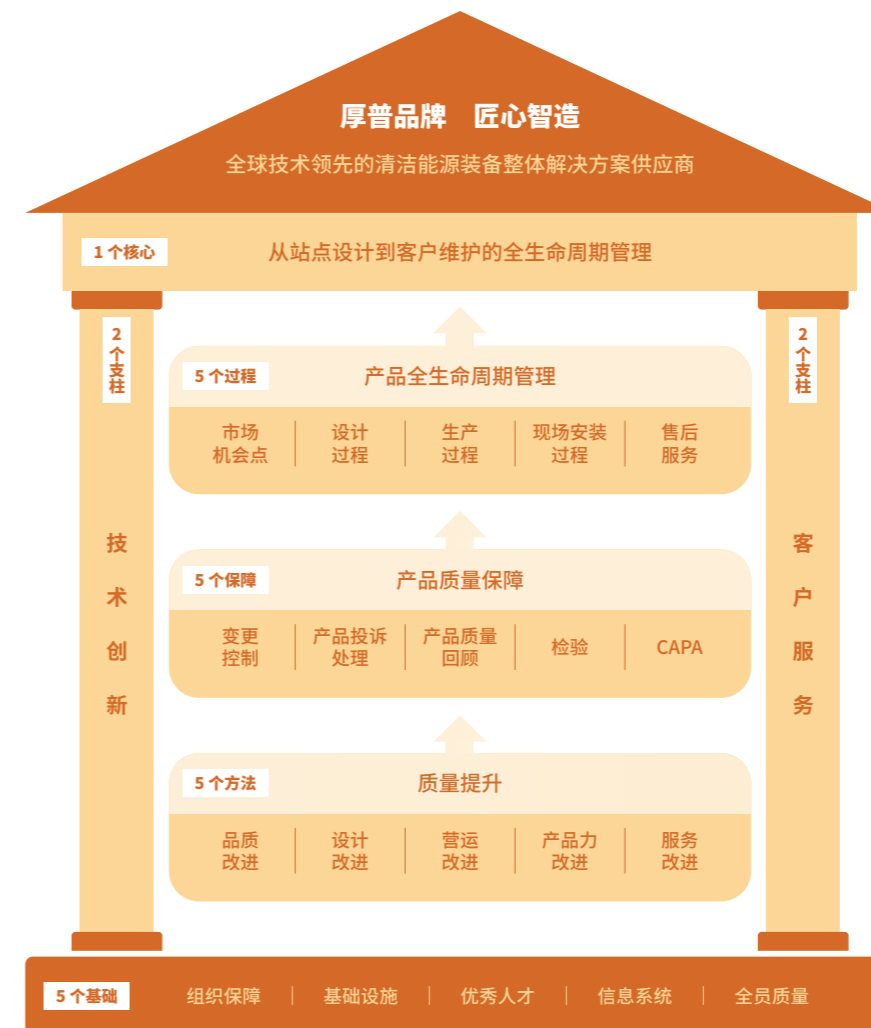 厚普品牌 匠心智造
全球技术领先的清洁能源装备整体解决方案供应商
1 个核心
从站点设计到客户维护的全生命周期管理
2个支柱
技术创新
2个支柱
客户服务
5 个过程
产品全生命周期管理
市场
机会点
设计
过程
生产
过程
现场安装
过程
售后
服务
5 个保障
产品质量保障
变更
控制
产品投诉
处理
产品质量
回顾
检验
CAPA
5 个方法
质量提升
品质
改进
设计
改进
营运
改进
产品力
改进
服务
改进
5 个基础
组织保障
基础设施
优秀人才
信息系统
全员质量